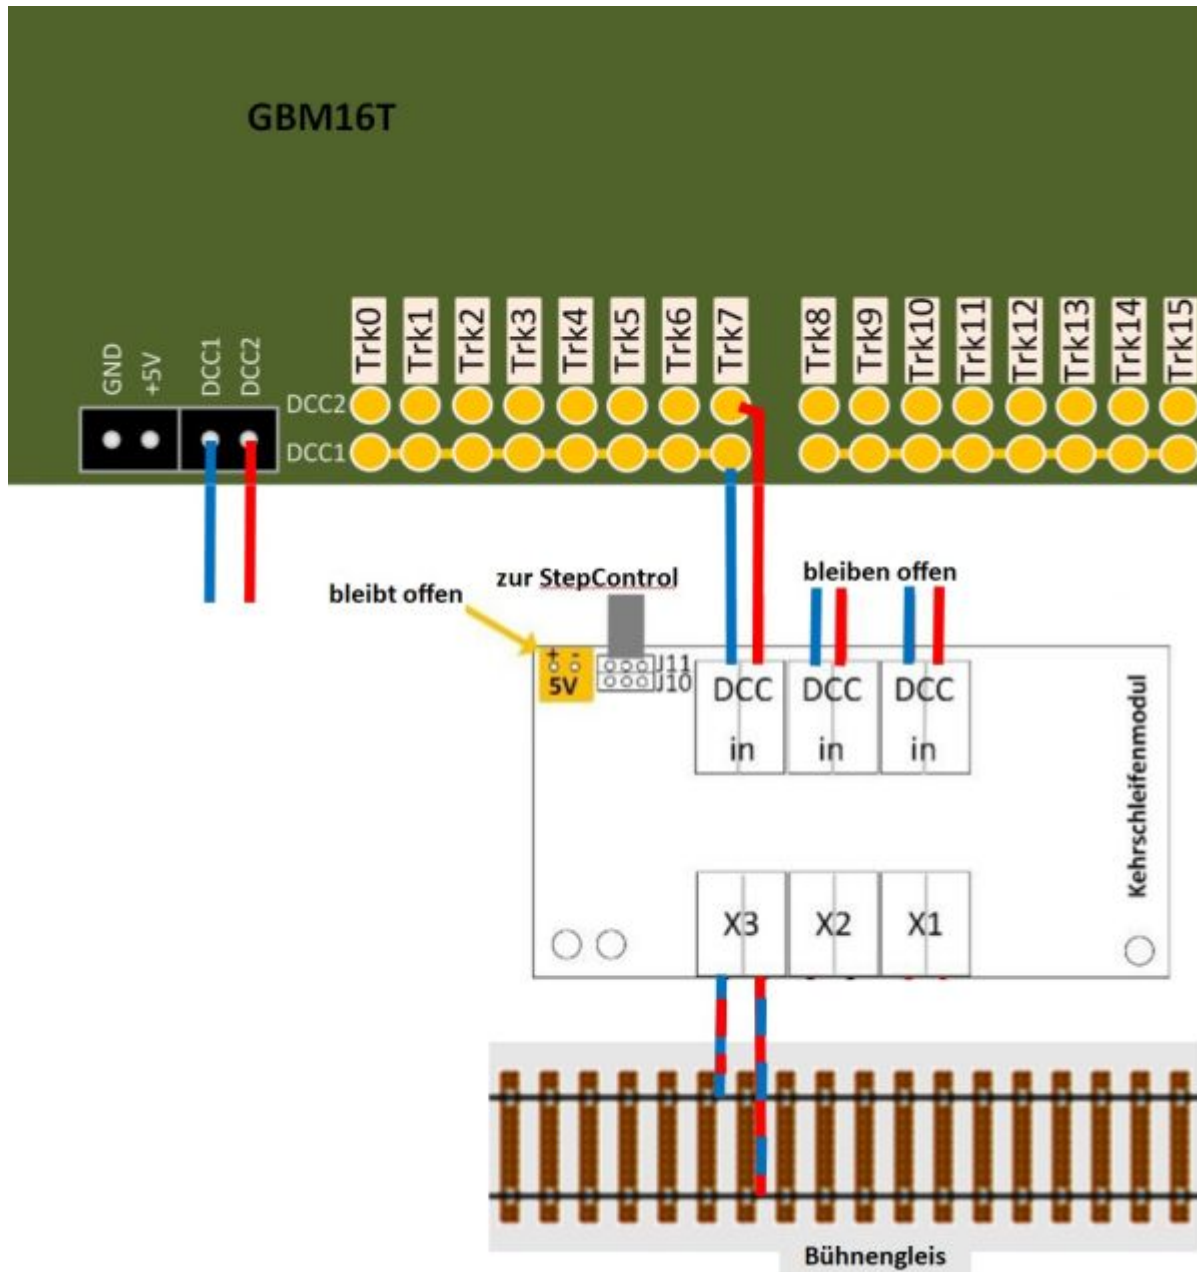 GBM16T
GND
+5V
DCC1
DCC2
Trk0
Trk1
Trk2
Trk3
Trk4
Trk5
Trk6
Trk7
Trk8
Trk9
Trk10
Trk11
Trk12
Trk13
Trk14
Trk15
DCC2
DCC1
bleibt offen
zur StepControl
bleiben offen
+ -
5V
J11
J10
DCC in
DCC in
DCC in
Kehrschleifenmodul
X3
X2
X1
Bühnengleis